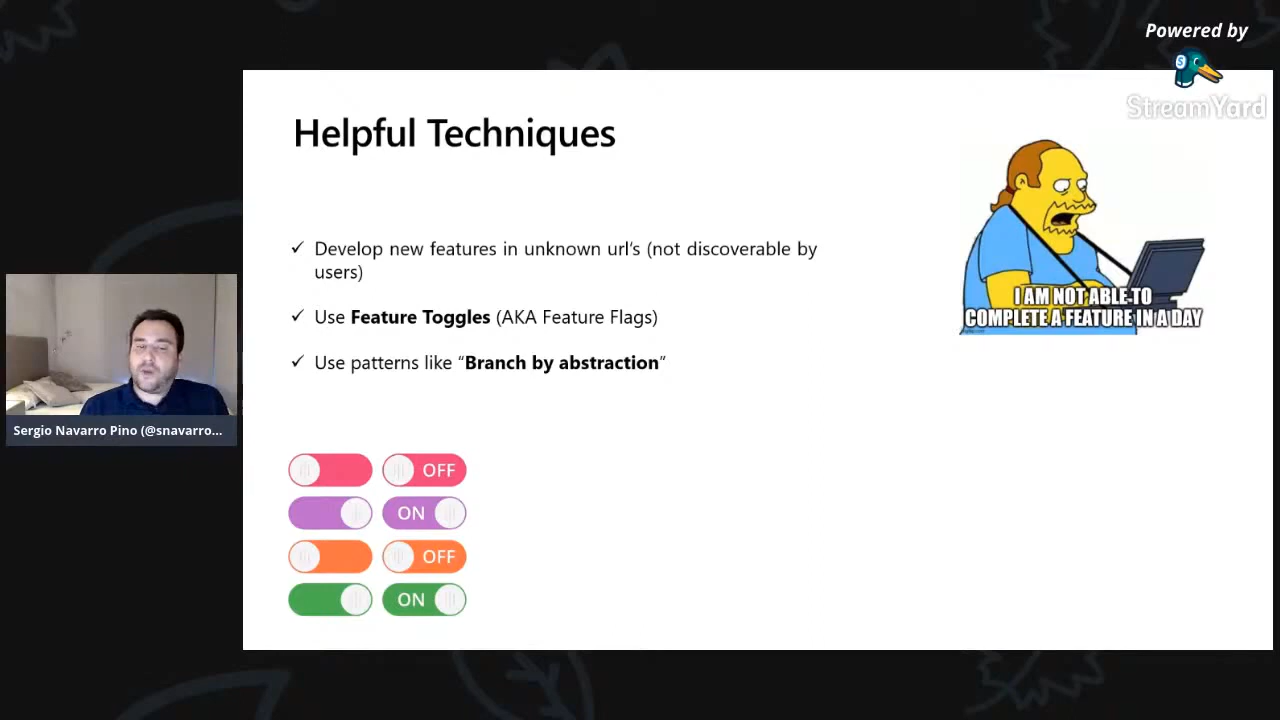 Powered by
StreamYard
Helpful Techniques
✓ Develop new features in unknown url's (not discoverable by
users)
✓ Use Feature Toggles (AKA Feature Flags)
✓ Use patterns like “Branch by abstraction”
I AM NOT ABLE TO
COMPLETE A FEATURE IN A DAY
Sergio Navarro Pino (@snavarro...
OFF
ON
OFF
ON